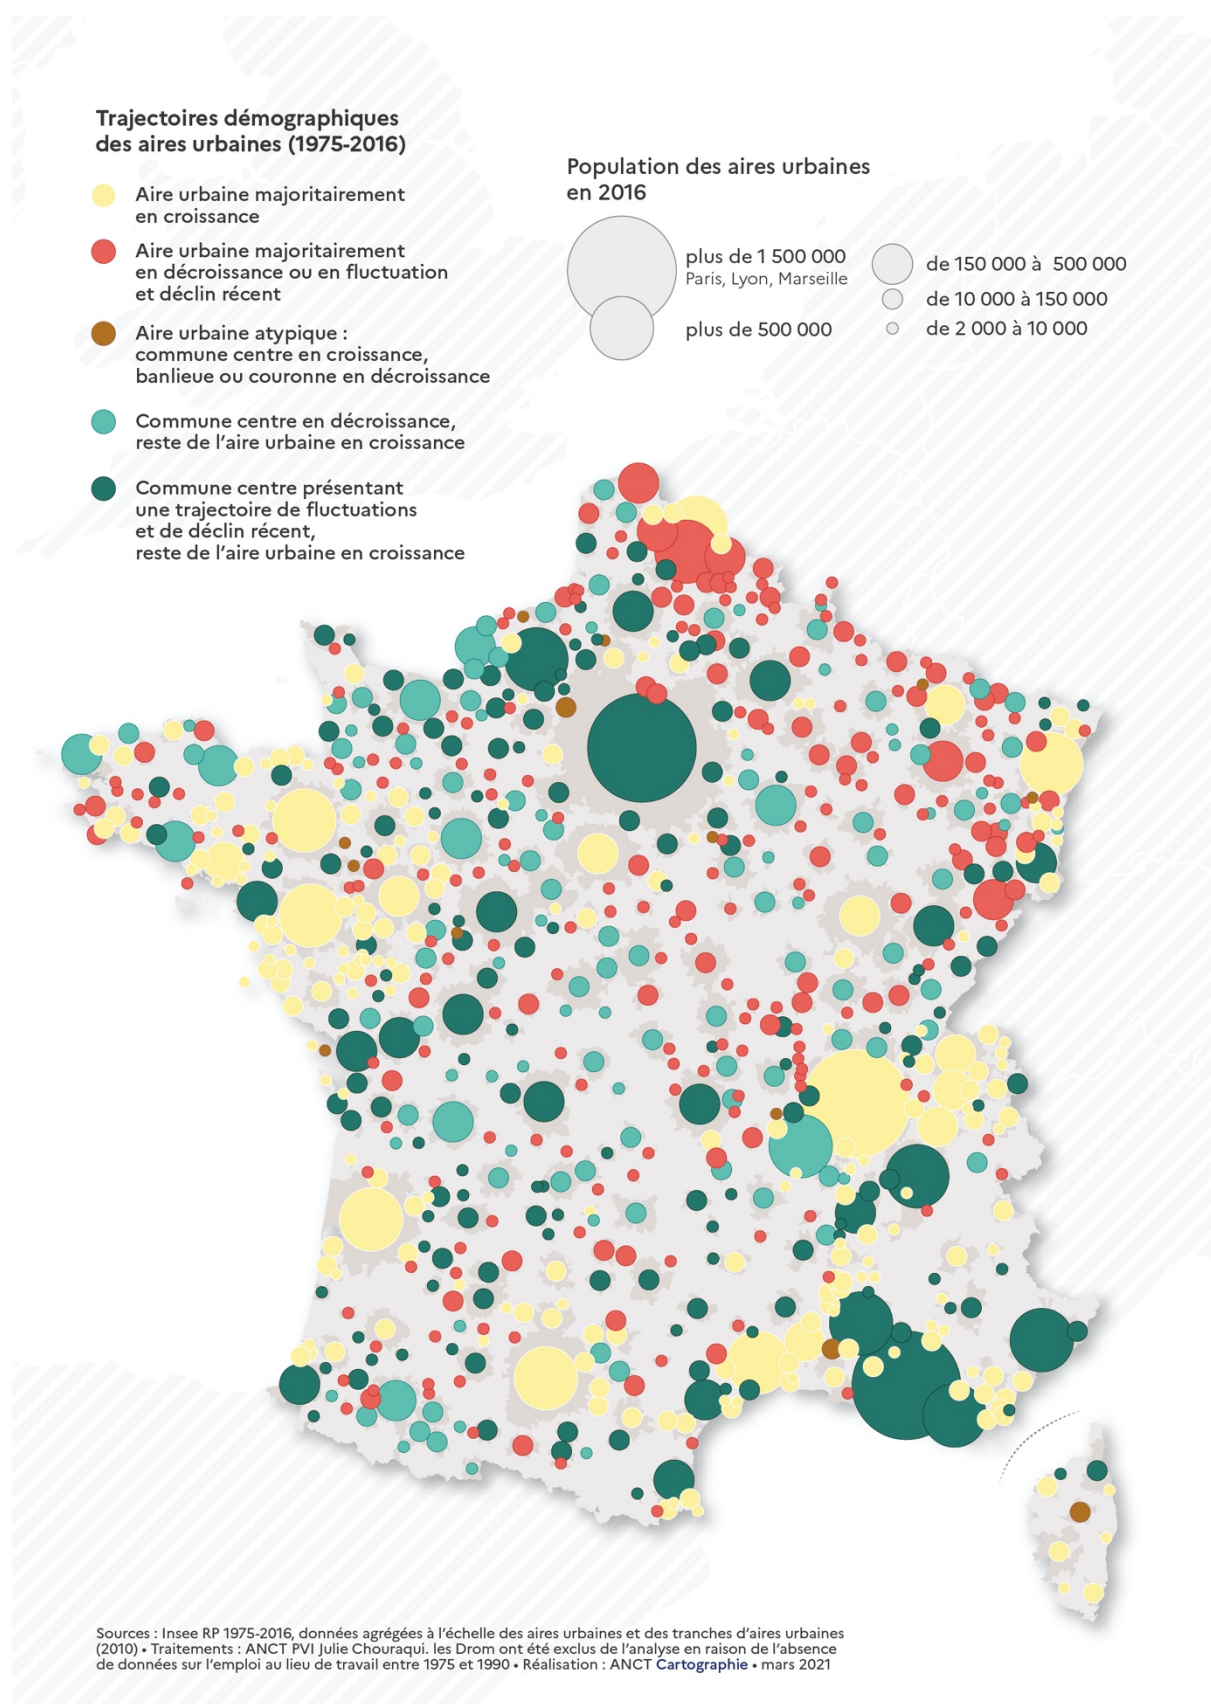 Trajectoires démographiques
des aires urbaines (1975-2016)
Aire urbaine majoritairement
en croissance
Aire urbaine majoritairement
en décroissance ou en fluctuation
et déclin récent
Aire urbaine atypique :
commune centre en croissance,
banlieue ou couronne en décroissance
Commune centre en décroissance,
reste de l'aire urbaine en croissance
Commune centre présentant
une trajectoire de fluctuations
et de déclin récent,
reste de l'aire urbaine en croissance
Population des aires urbaines
en 2016
plus de 1 500 000
Paris, Lyon, Marseille
plus de 500 000
de 150 000 à 500 000
de 10 000 à 150 000
de 2 000 à 10 000
Sources : Insee RP 1975-2016, données agrégées à l'échelle des aires urbaines et des tranches d'aires urbaines
(2010) • Traitements : ANCT PVI Julie Chouraqui. les Drom ont été exclus de l'analyse en raison de l'absence
de données sur l'emploi au lieu de travail entre 1975 et 1990 • Réalisation : ANCT Cartographie • mars 2021